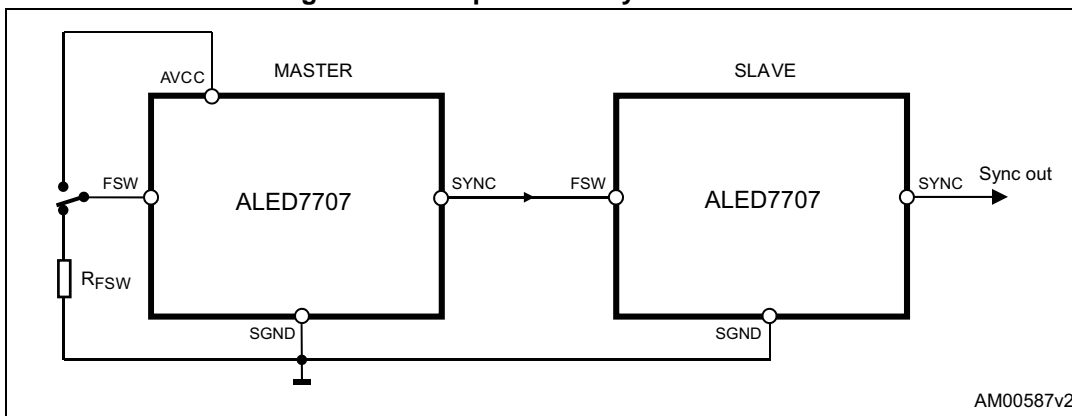 MASTER
SLAVE
AVCC
FSW
ALED7707
SYNC
FSW
ALED7707
SYNC
Sync out
RFSW
SGND
SGND
AM00587v2